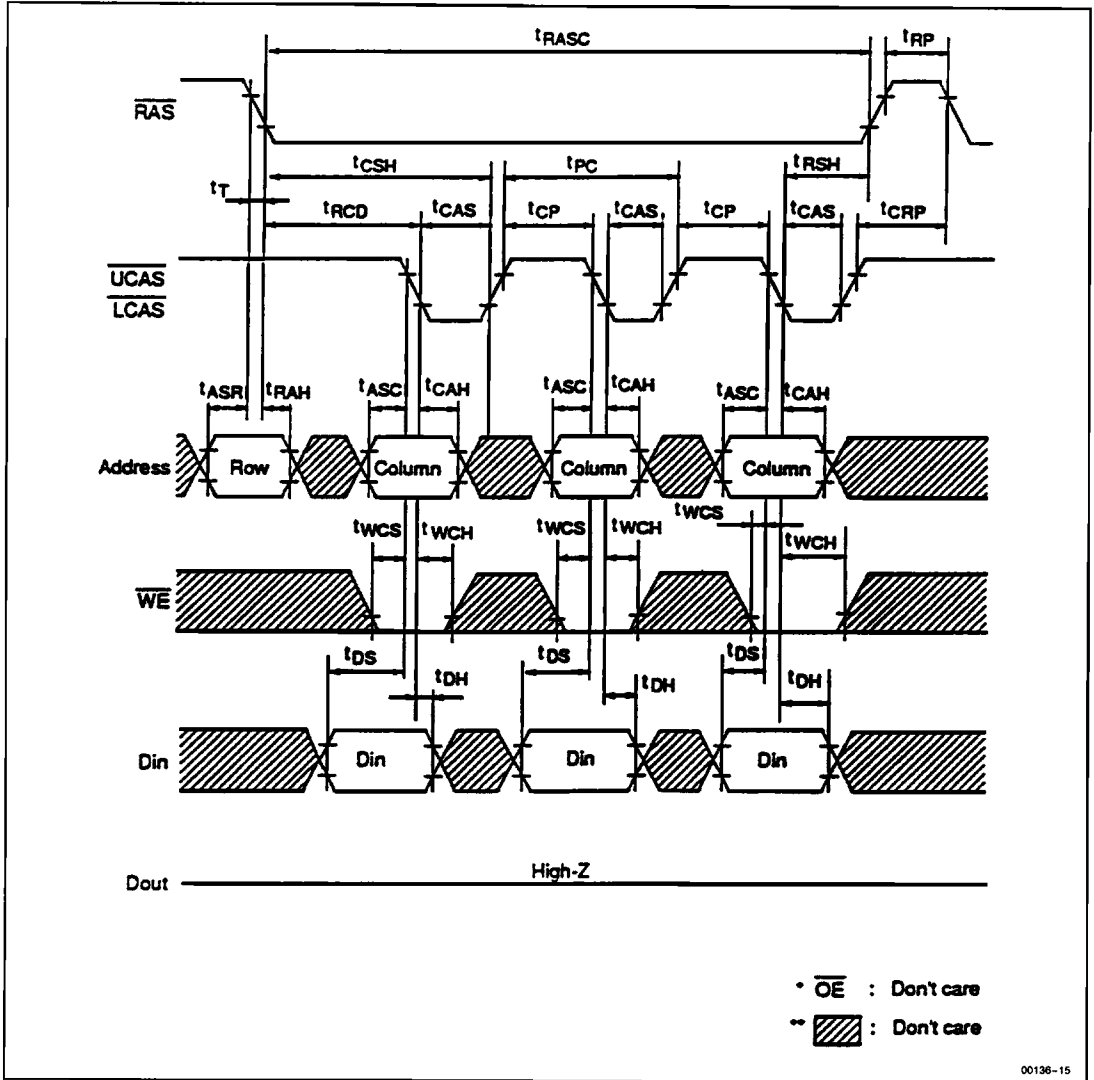 tRASC tRP
RAS
tCSH tPC tRSH
tT
tRCD tCAS tCP tCAS tCP tCAS tCRP
UCAS
LCAS
tASR tRAH tASC tCAH tASC tCAH tASC tCAH
Address Row Column Column Column
tWCS tWCH tWCS tWCH tWCS tWCH
WE
tDS tDH tDS tDH tDS tDH
Din Din Din Din
High-Z
Dout
* OE : Don't care
** : Don't care
00136-15